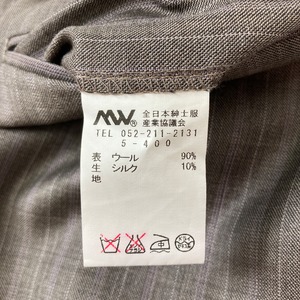 MW® 全日本紳士服
産業協議会
TEL 052-211-2131
5-400
表 ウール 90%
生 シルク 10%
地